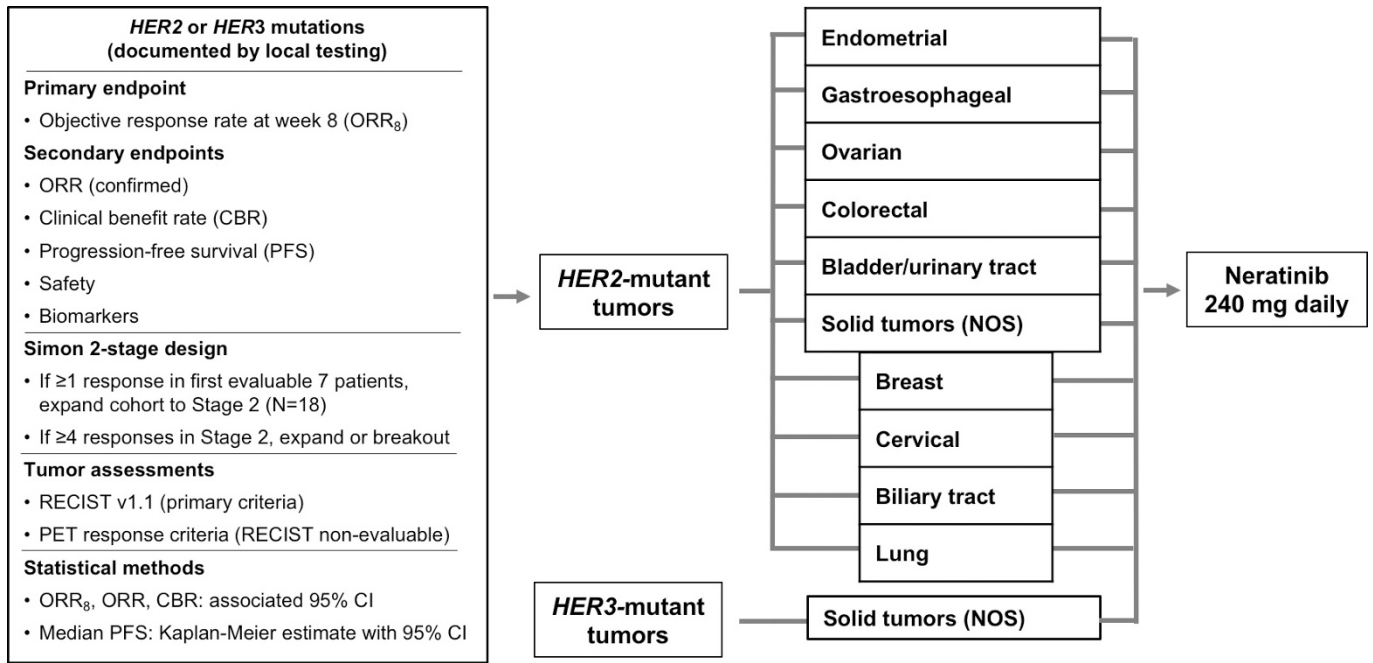 HER2 or HER3 mutations
(documented by local testing)
Primary endpoint
• Objective response rate at week 8 (ORR₈)
Secondary endpoints
• ORR (confirmed)
• Clinical benefit rate (CBR)
• Progression-free survival (PFS)
• Safety
• Biomarkers
Simon 2-stage design
• If ≥1 response in first evaluable 7 patients,
expand cohort to Stage 2 (N=18)
• If ≥4 responses in Stage 2, expand or breakout
Tumor assessments
• RECIST v1.1 (primary criteria)
• PET response criteria (RECIST non-evaluable)
Statistical methods
• ORR₈, ORR, CBR: associated 95% CI
• Median PFS: Kaplan-Meier estimate with 95% CI
HER2-mutant
tumors
HER3-mutant
tumors
Endometrial
Gastroesophageal
Ovarian
Colorectal
Bladder/urinary tract
Solid tumors (NOS)
Breast
Cervical
Biliary tract
Lung
Solid tumors (NOS)
Neratinib
240 mg daily